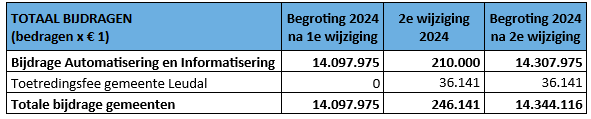 TOTAAL BIJDRAGEN Begroting 2024 2e wijziging Begroting 2024
(bedragen x € 1) na 1e wijziging 2024 na 2e wijziging
Bijdrage Automatisering en Informatisering 14.097.975 210.000 14.307.975
Toetredingsfee gemeente Leudal 0 36.141 36.141
Totale bijdrage gemeenten 14.097.975 246.141 14.344.116